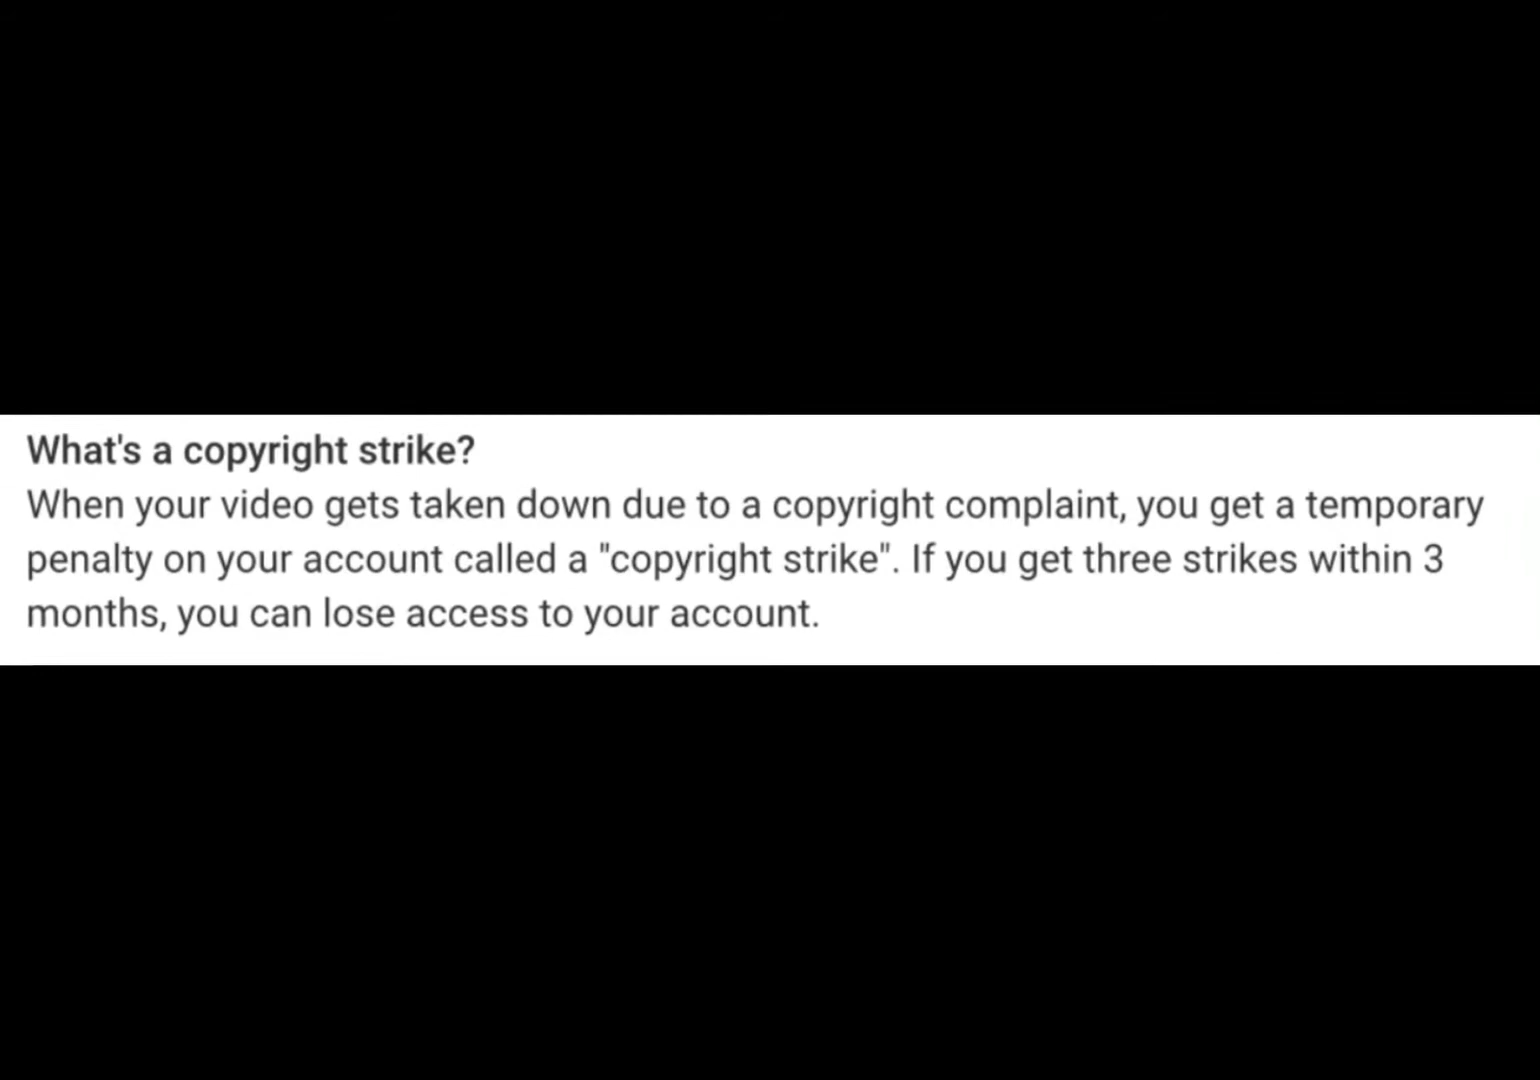 What's a copyright strike?
When your video gets taken down due to a copyright complaint, you get a temporary
penalty on your account called a "copyright strike". If you get three strikes within 3
months, you can lose access to your account.